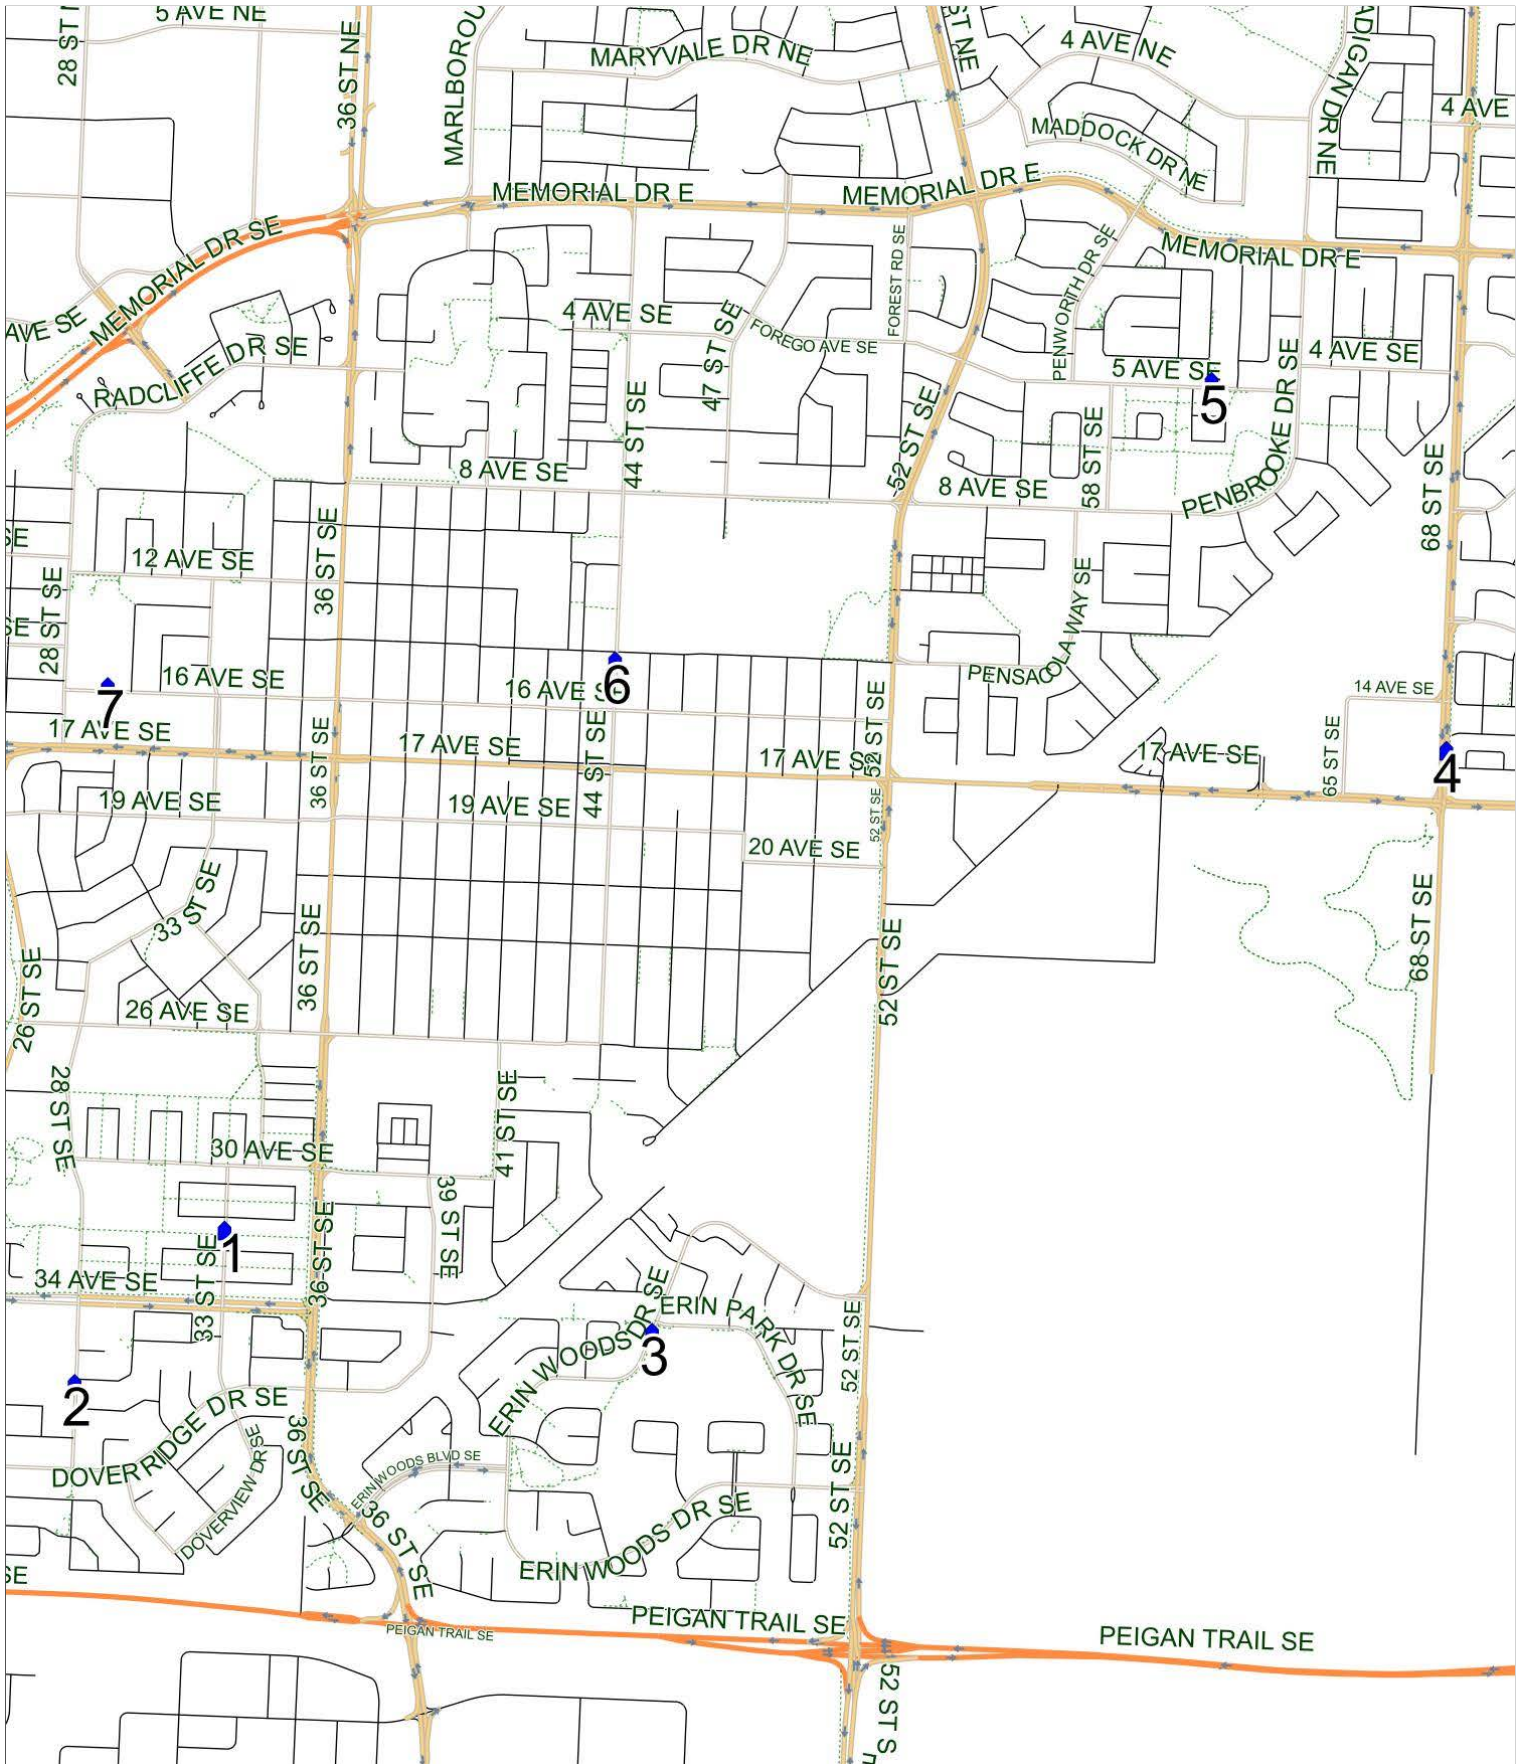 5 AVE NE
28 ST
36 ST NE
MARLBOROU
MARYVALE DR NE
ST NE
4 AVE NE
ADIGAN DR NE
4 AVE
MADDOCK DR NE
MEMORIAL DR E
MEMORIAL DR E
MEMORIAL DR SE
MEMORIAL DR E
FOREST RD SE
PENWORTH DR SE
AVE SE
4 AVE SE
47 ST SE
FOREGO AVE SE
RADCLIFFE DR SE
5 AVE SE
4 AVE SE
5
44 ST SE
52 ST SE
58 ST SE
PENBROOKE DR SE
8 AVE SE
8 AVE SE
68 ST SE
SE
36 ST SE
12 AVE SE
28 ST SE
PENSACOLA WAY SE
SE
6
16 AVE SE
16 AVE S
14 AVE SE
7
17 AVE SE
17 AVE SE
17 AVE S
52 ST SE
17 AVE SE
65 ST SE
4
36 ST SE
44 ST SE
19 AVE SE
19 AVE SE
52 ST SE
20 AVE SE
33 ST SE
68 ST SE
36 ST SE
52 ST SE
26 ST SE
26 AVE SE
28 ST SE
41 ST SE
30 AVE SE
39 ST SE
36 ST SE
1
33 ST SE
34 AVE SE
ERIN WOODS DR SE
ERIN PARK DR SE
3
52 ST SE
2
DOVER RIDGE DR SE
DOVERVIEW DR SE
36 ST SE
ERIN WOODS BLVD SE
36 ST SE
52 ST SE
ERIN WOODS DR SE
SE
PEIGAN TRAIL SE
PEIGAN TRAIL SE
PEIGAN TRAIL SE
52 ST S